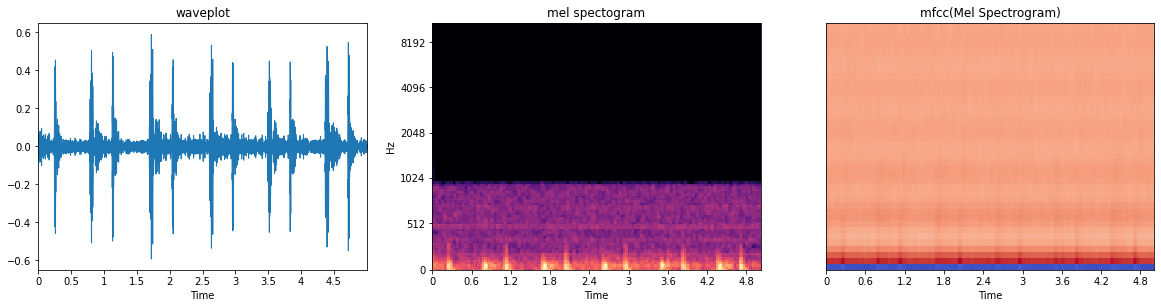 waveplot
0.6
0.4
0.2
0.0
−0.2
−0.4
−0.6
0 0.5 1 1.5 2 2.5 3 3.5 4 4.5
Time
mel spectogram
Hz
8192
4096
2048
1024
512
0
0 0.6 1.2 1.8 2.4 3 3.6 4.2 4.8
Time
mfcc(Mel Spectrogram)
0 0.6 1.2 1.8 2.4 3 3.6 4.2 4.8
Time